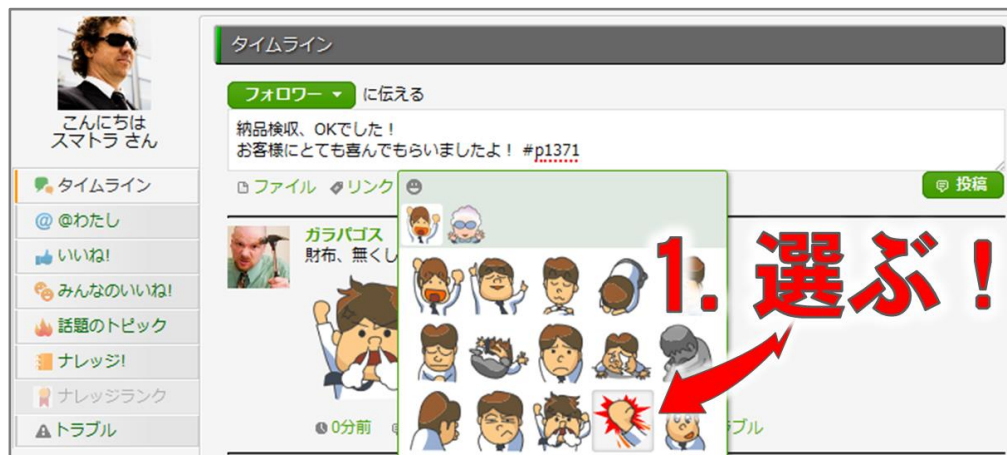 こんにちは
スマトラ さん
タイムライン
@わたし
いいね!
みんなのいいね!
話題のトピック
ナレッジ!
ナレッジランク
トラブル
タイムライン
フォロワー に伝える
納品検収、OKでした！
お客様にとても喜んでもらいましたよ！ #p1371
ファイル リンク
投稿
ガラパゴス
財布、無くし
0分前
ラブル
1. 選ぶ！